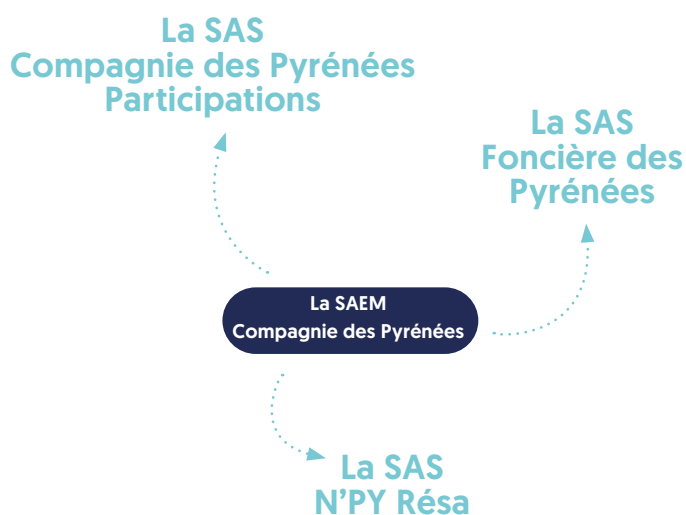 La SAS
Compagnie des Pyrénées
Participations
La SAS
Foncière des
Pyrénées
La SAEM
Compagnie des Pyrénées
La SAS
N'PY Résa